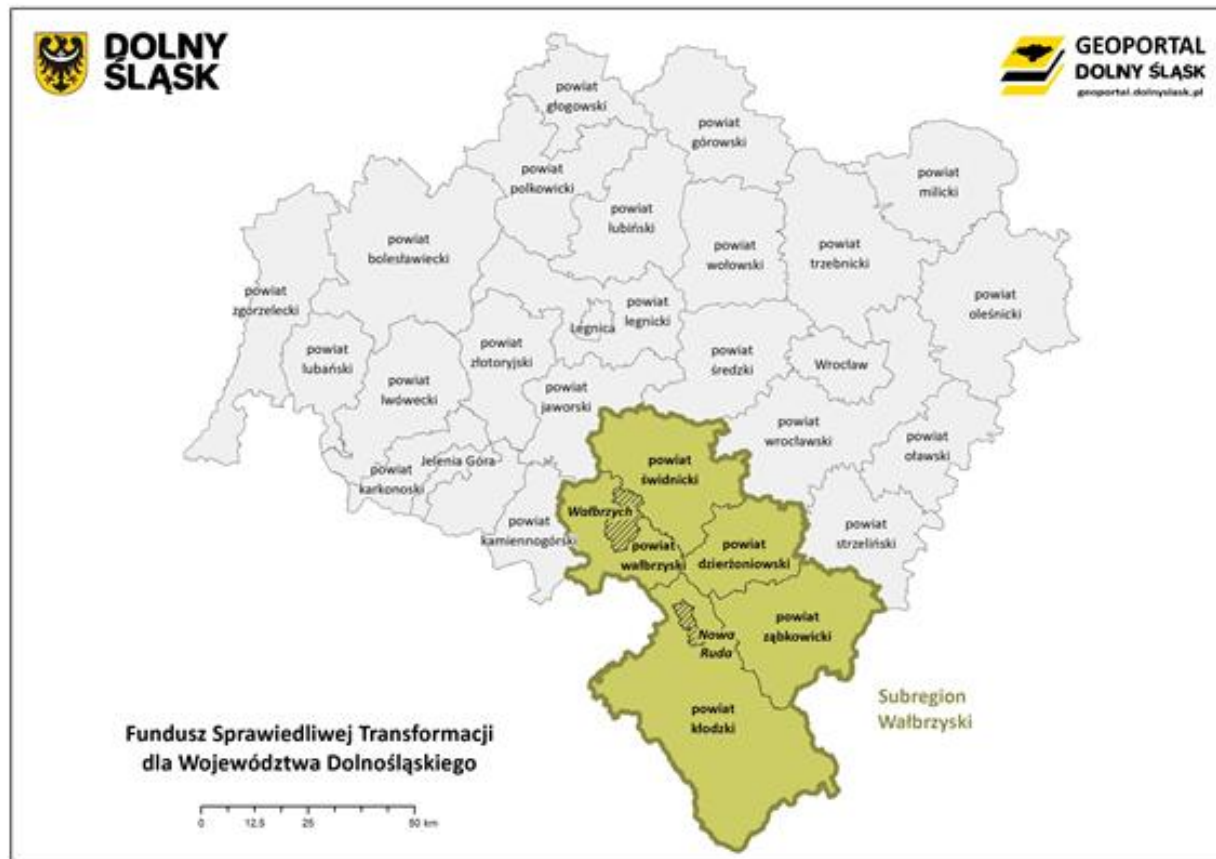 DOLNY
ŚLĄSK
GEOPORTAL
DOLNY ŚLĄSK
geoportal.dolnyslask.pl
powiat
głogowski
powiat
górowski
powiat
polkowicki
powiat
milicki
powiat
lubiński
powiat
bolesławiecki
powiat
wołowski
powiat
trzebnicki
powiat
zgorzelecki
powiat
oleśnicki
powiat
legnicki
Legnica
powiat
lubański
powiat
złotoryjski
powiat
średzki
Wrocław
powiat
lwówecki
powiat
jaworski
powiat
wrocławski
powiat
oławski
Jelenia Góra
powiat
karkonoski
powiat
świdnicki
Wałbrzych
powiat
kamiennogórski
powiat
wałbrzyski
powiat
dzierżoniowski
powiat
strzeliński
powiat
ząbkowicki
Nowa
Ruda
powiat
kłodzki
Subregion
Wałbrzyski
Fundusz Sprawiedliwej Transformacji
dla Województwa Dolnośląskiego
0 12,5 25 50 km